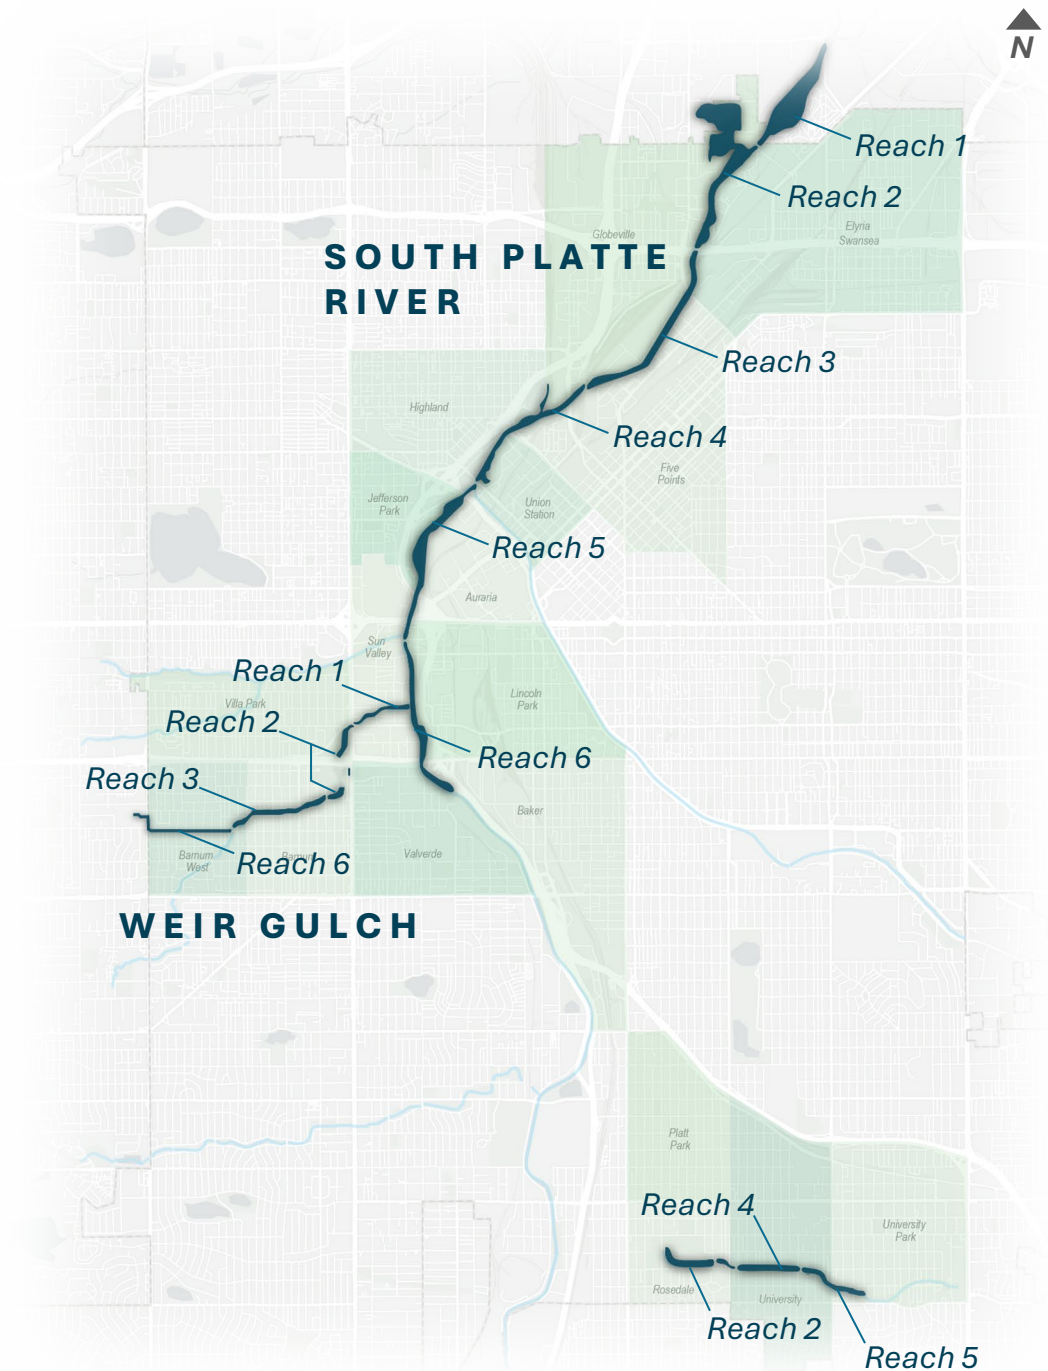 N
Reach 1
Reach 2
Elyria
Swansea
Globeville
SOUTH PLATTE
RIVER
Reach 3
Highland
Reach 4
Five
Points
Jefferson
Park
Union
Station
Reach 5
Auraria
Sun
Valley
Reach 1
Villa Park
Lincoln
Park
Reach 2
Reach 6
Reach 3
Baker
Barnum
West
Reach 6
Valverde
WEIR GULCH
Platt
Park
Reach 4
University
Park
Rosedale
University
Reach 2
Reach 5